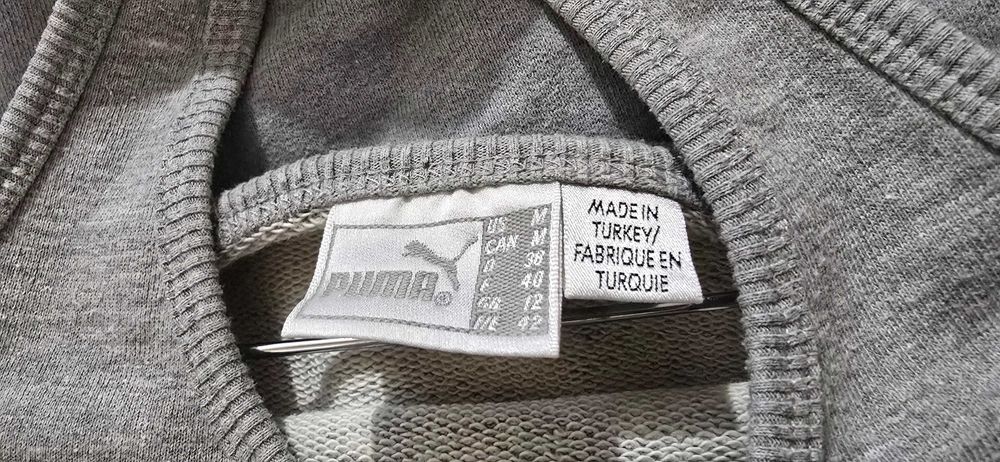 PUMA®
US M
CAN M
D 38
F 40
GB 12
I/E 42
MADE IN
TURKEY/
FABRIQUE EN
TURQUIE